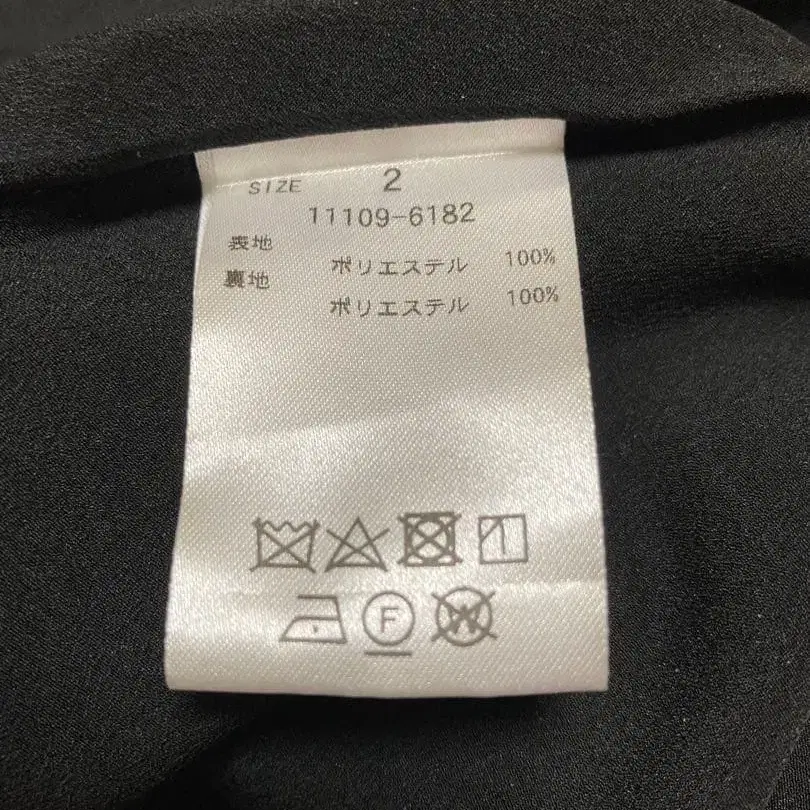 SIZE 2
11109-6182
表地 ポリエステル 100%
裏地 ポリエステル 100%
F
W